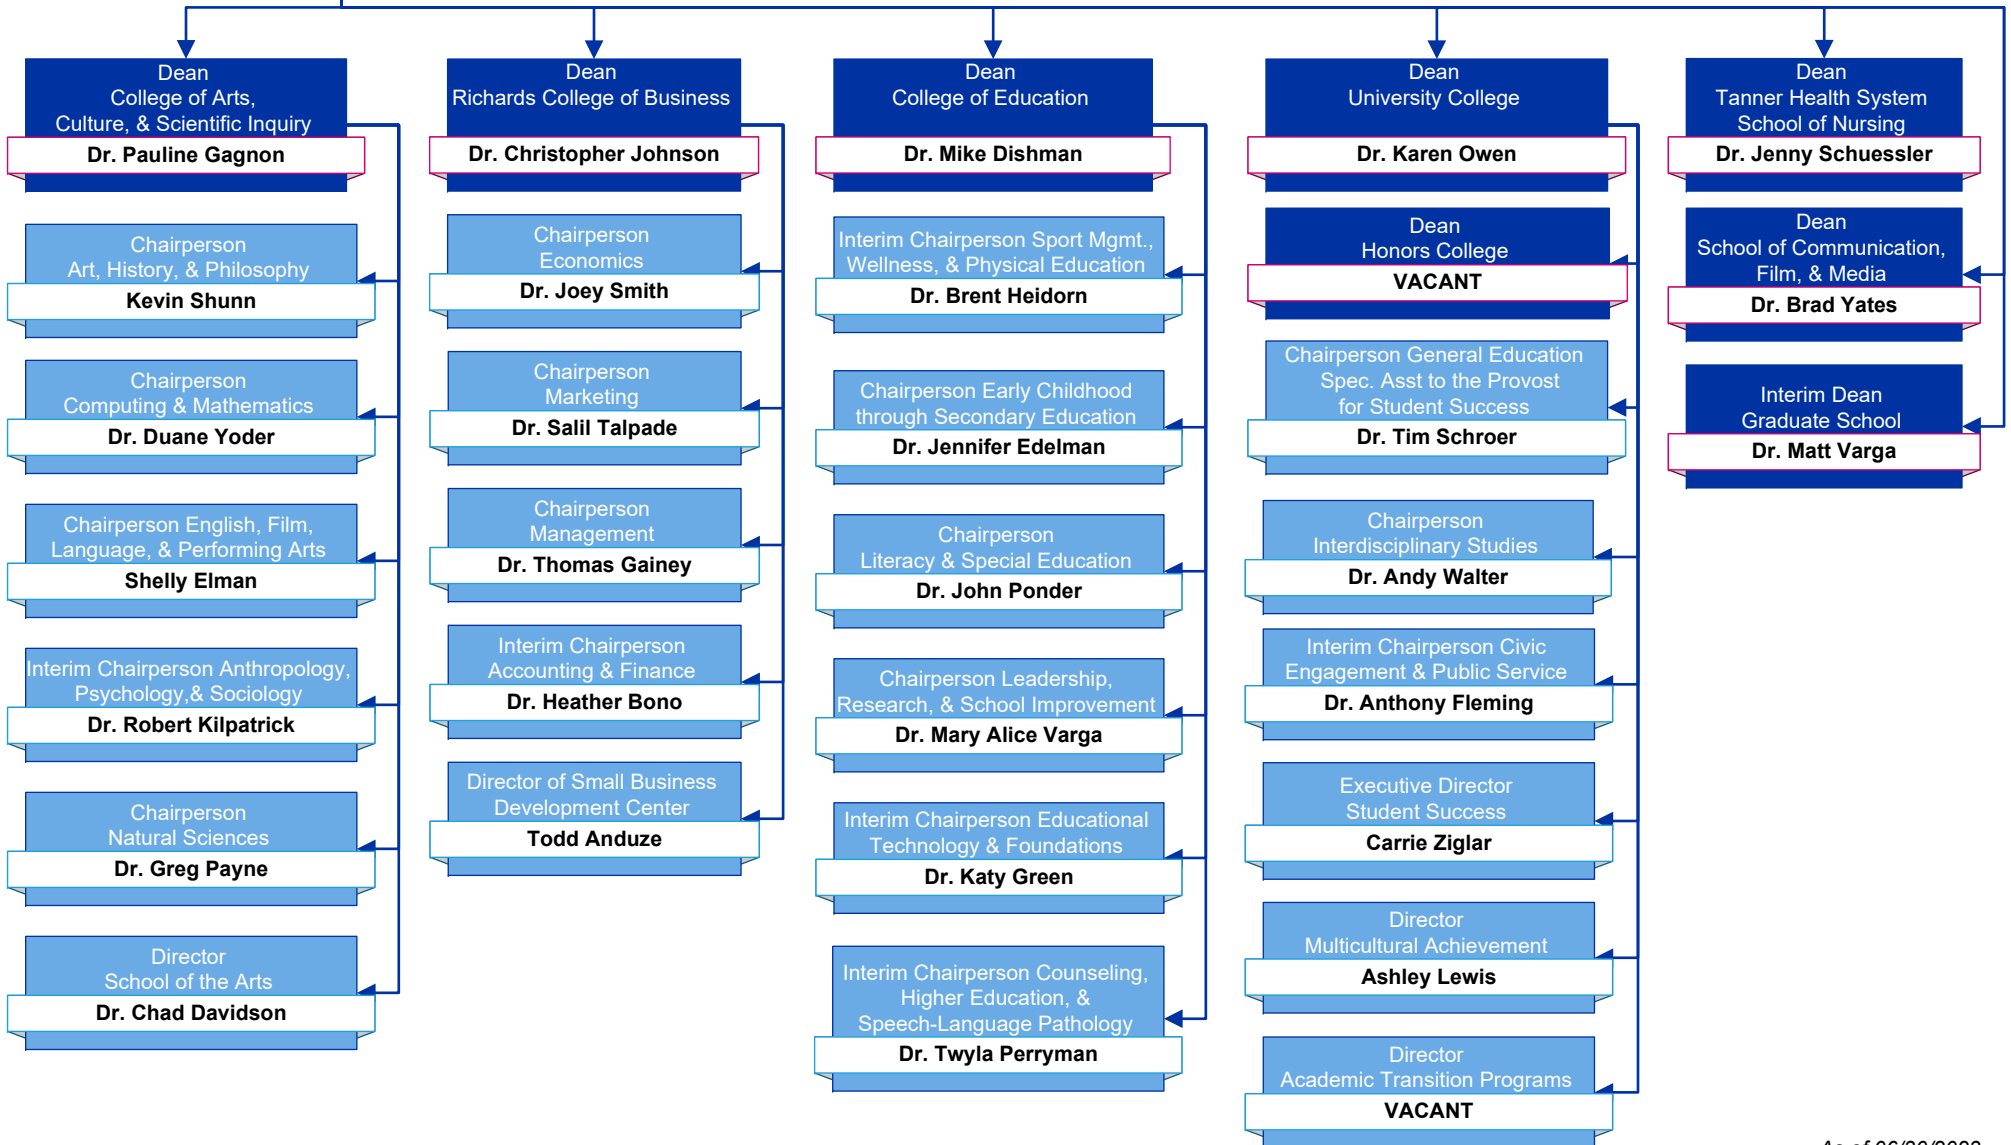 Dean
College of Arts,
Culture, & Scientific Inquiry
Dr. Pauline Gagnon
Chairperson
Art, History, & Philosophy
Kevin Shunn
Chairperson
Computing & Mathematics
Dr. Duane Yoder
Chairperson English, Film,
Language, & Performing Arts
Shelly Elman
Interim Chairperson Anthropology,
Psychology,& Sociology
Dr. Robert Kilpatrick
Chairperson
Natural Sciences
Dr. Greg Payne
Director
School of the Arts
Dr. Chad Davidson
Dean
Richards College of Business
Dr. Christopher Johnson
Chairperson
Economics
Dr. Joey Smith
Chairperson
Marketing
Dr. Salil Talpade
Chairperson
Management
Dr. Thomas Gainey
Interim Chairperson
Accounting & Finance
Dr. Heather Bono
Director of Small Business
Development Center
Todd Anduze
Dean
College of Education
Dr. Mike Dishman
Interim Chairperson Sport Mgmt.,
Wellness, & Physical Education
Dr. Brent Heidorn
Chairperson Early Childhood
through Secondary Education
Dr. Jennifer Edelman
Chairperson
Literacy & Special Education
Dr. John Ponder
Chairperson Leadership,
Research, & School Improvement
Dr. Mary Alice Varga
Interim Chairperson Educational
Technology & Foundations
Dr. Katy Green
Interim Chairperson Counseling,
Higher Education, &
Speech-Language Pathology
Dr. Twyla Perryman
Dean
University College
Dr. Karen Owen
Dean
Honors College
VACANT
Chairperson General Education
Spec. Asst to the Provost
for Student Success
Dr. Tim Schroer
Chairperson
Interdisciplinary Studies
Dr. Andy Walter
Interim Chairperson Civic
Engagement & Public Service
Dr. Anthony Fleming
Executive Director
Student Success
Carrie Ziglar
Director
Multicultural Achievement
Ashley Lewis
Director
Academic Transition Programs
VACANT
Dean
Tanner Health System
School of Nursing
Dr. Jenny Schuessler
Dean
School of Communication,
Film, & Media
Dr. Brad Yates
Interim Dean
Graduate School
Dr. Matt Varga
As of